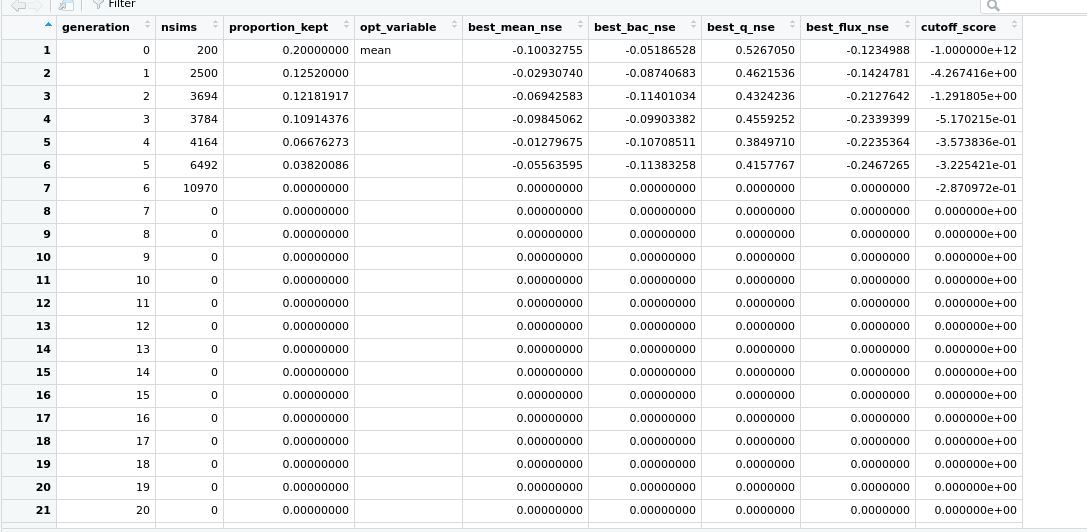 Filter
generation nsims proportion_kept opt_variable best_mean_nse best_bac_nse best_q_nse best_flux_nse cutoff_score
1 0 200 0.20000000 mean -0.10032755 -0.05186528 0.5267050 -0.1234988 -1.000000e+12
2 1 2500 0.12520000 -0.02930740 -0.08740683 0.4621536 -0.1424781 -4.267416e+00
3 2 3694 0.12181917 -0.06942583 -0.11401034 0.4324236 -0.2127642 -1.291805e+00
4 3 3784 0.10914376 -0.09845062 -0.09903382 0.4559252 -0.2339399 -5.170215e-01
5 4 4164 0.06676273 -0.01279675 -0.10708511 0.3849710 -0.2235364 -3.573836e-01
6 5 6492 0.03820086 -0.05563595 -0.11383258 0.4157767 -0.2467265 -3.225421e-01
7 6 10970 0.00000000 0.00000000 0.00000000 0.0000000 0.0000000 -2.870972e-01
8 7 0 0.00000000 0.00000000 0.00000000 0.0000000 0.0000000 0.000000e+00
9 8 0 0.00000000 0.00000000 0.00000000 0.0000000 0.0000000 0.000000e+00
10 9 0 0.00000000 0.00000000 0.00000000 0.0000000 0.0000000 0.000000e+00
11 10 0 0.00000000 0.00000000 0.00000000 0.0000000 0.0000000 0.000000e+00
12 11 0 0.00000000 0.00000000 0.00000000 0.0000000 0.0000000 0.000000e+00
13 12 0 0.00000000 0.00000000 0.00000000 0.0000000 0.0000000 0.000000e+00
14 13 0 0.00000000 0.00000000 0.00000000 0.0000000 0.0000000 0.000000e+00
15 14 0 0.00000000 0.00000000 0.00000000 0.0000000 0.0000000 0.000000e+00
16 15 0 0.00000000 0.00000000 0.00000000 0.0000000 0.0000000 0.000000e+00
17 16 0 0.00000000 0.00000000 0.00000000 0.0000000 0.0000000 0.000000e+00
18 17 0 0.00000000 0.00000000 0.00000000 0.0000000 0.0000000 0.000000e+00
19 18 0 0.00000000 0.00000000 0.00000000 0.0000000 0.0000000 0.000000e+00
20 19 0 0.00000000 0.00000000 0.00000000 0.0000000 0.0000000 0.000000e+00
21 20 0 0.00000000 0.00000000 0.00000000 0.0000000 0.0000000 0.000000e+00